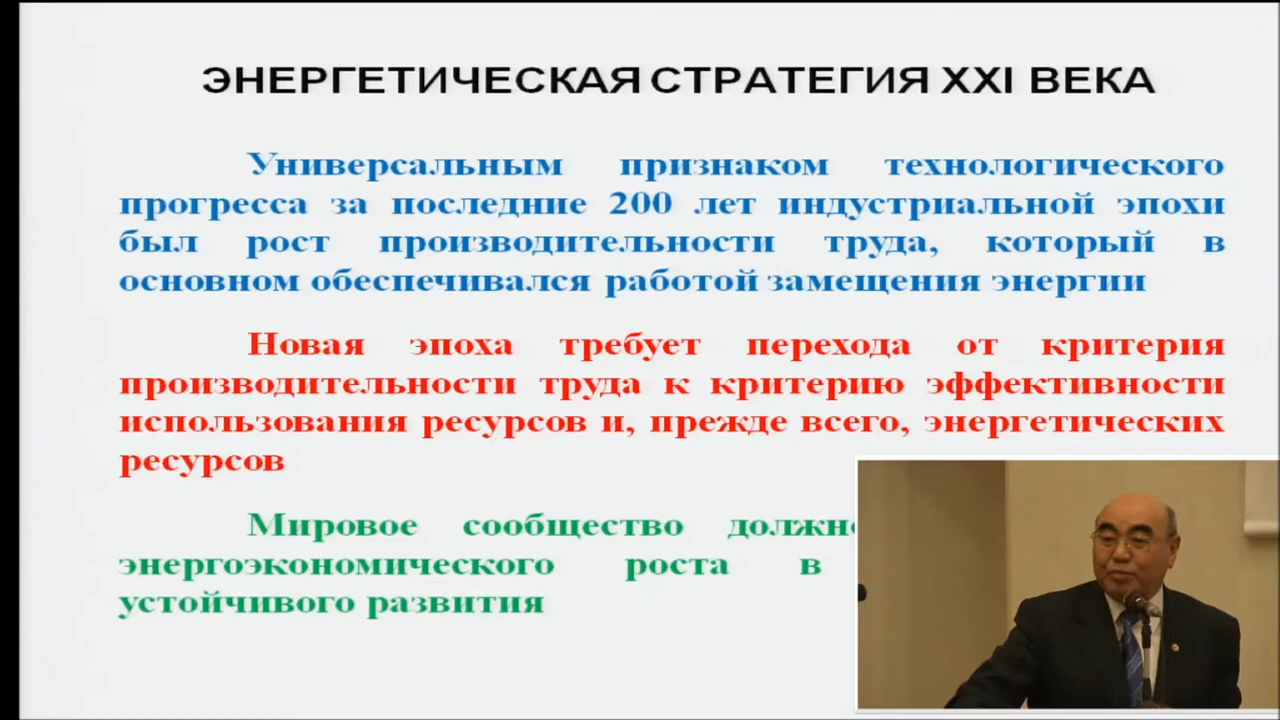 ЭНЕРГЕТИЧЕСКАЯ СТРАТЕГИЯ XXI ВЕКА
Универсальным признаком технологического
прогресса за последние 200 лет индустриальной эпохи
был рост производительности труда, который в
основном обеспечивался работой замещения энергии
Новая эпоха требует перехода от критерия
производительности труда к критерию эффективности
использования ресурсов и, прежде всего, энергетических
ресурсов
Мировое сообщество
энергоэкономического роста в
устойчивого развития